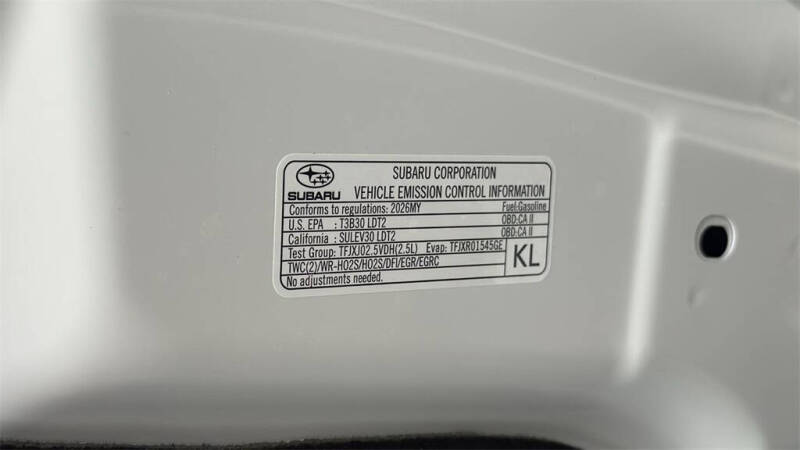 SUBARU
SUBARU CORPORATION
VEHICLE EMISSION CONTROL INFORMATION
Conforms to regulations: 2026MY Fuel:Gasoline
U.S. EPA : T3B30 LDT2 OBD:CA II
California : SULEV30 LDT2 OBD:CA II
Test Group: TFJXJ02.5VDH(2.5L) Evap: TFJXR01545GE
TWC(2)/WR-HO2S/HO2S/DFI/EGR/EGRC
No adjustments needed.
KL